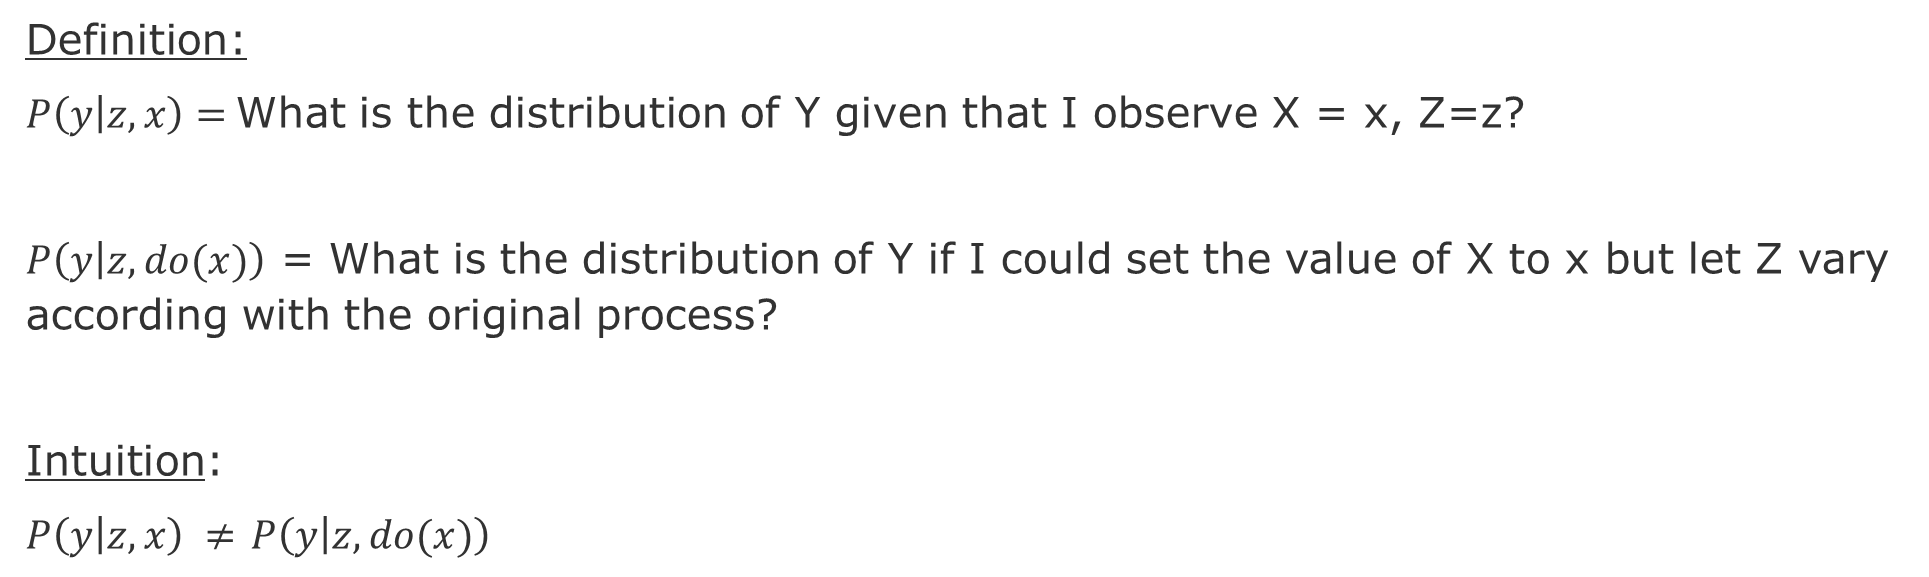 Definition:
P(y|z, x) = What is the distribution of Y given that I observe X = x, Z=z?
P(y|z, do(x)) = What is the distribution of Y if I could set the value of X to x but let Z vary
according with the original process?
Intuition:
P(y|z, x) ≠ P(y|z, do(x))